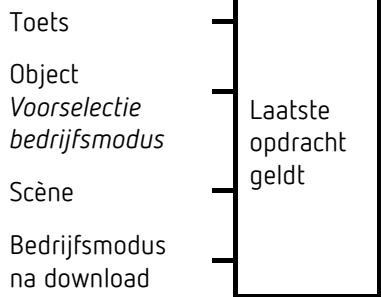 Toets
Object
Voorselectie
bedrijfsmodus
Scène
Bedrijfsmodus
na download
Laatste
opdracht
geldt